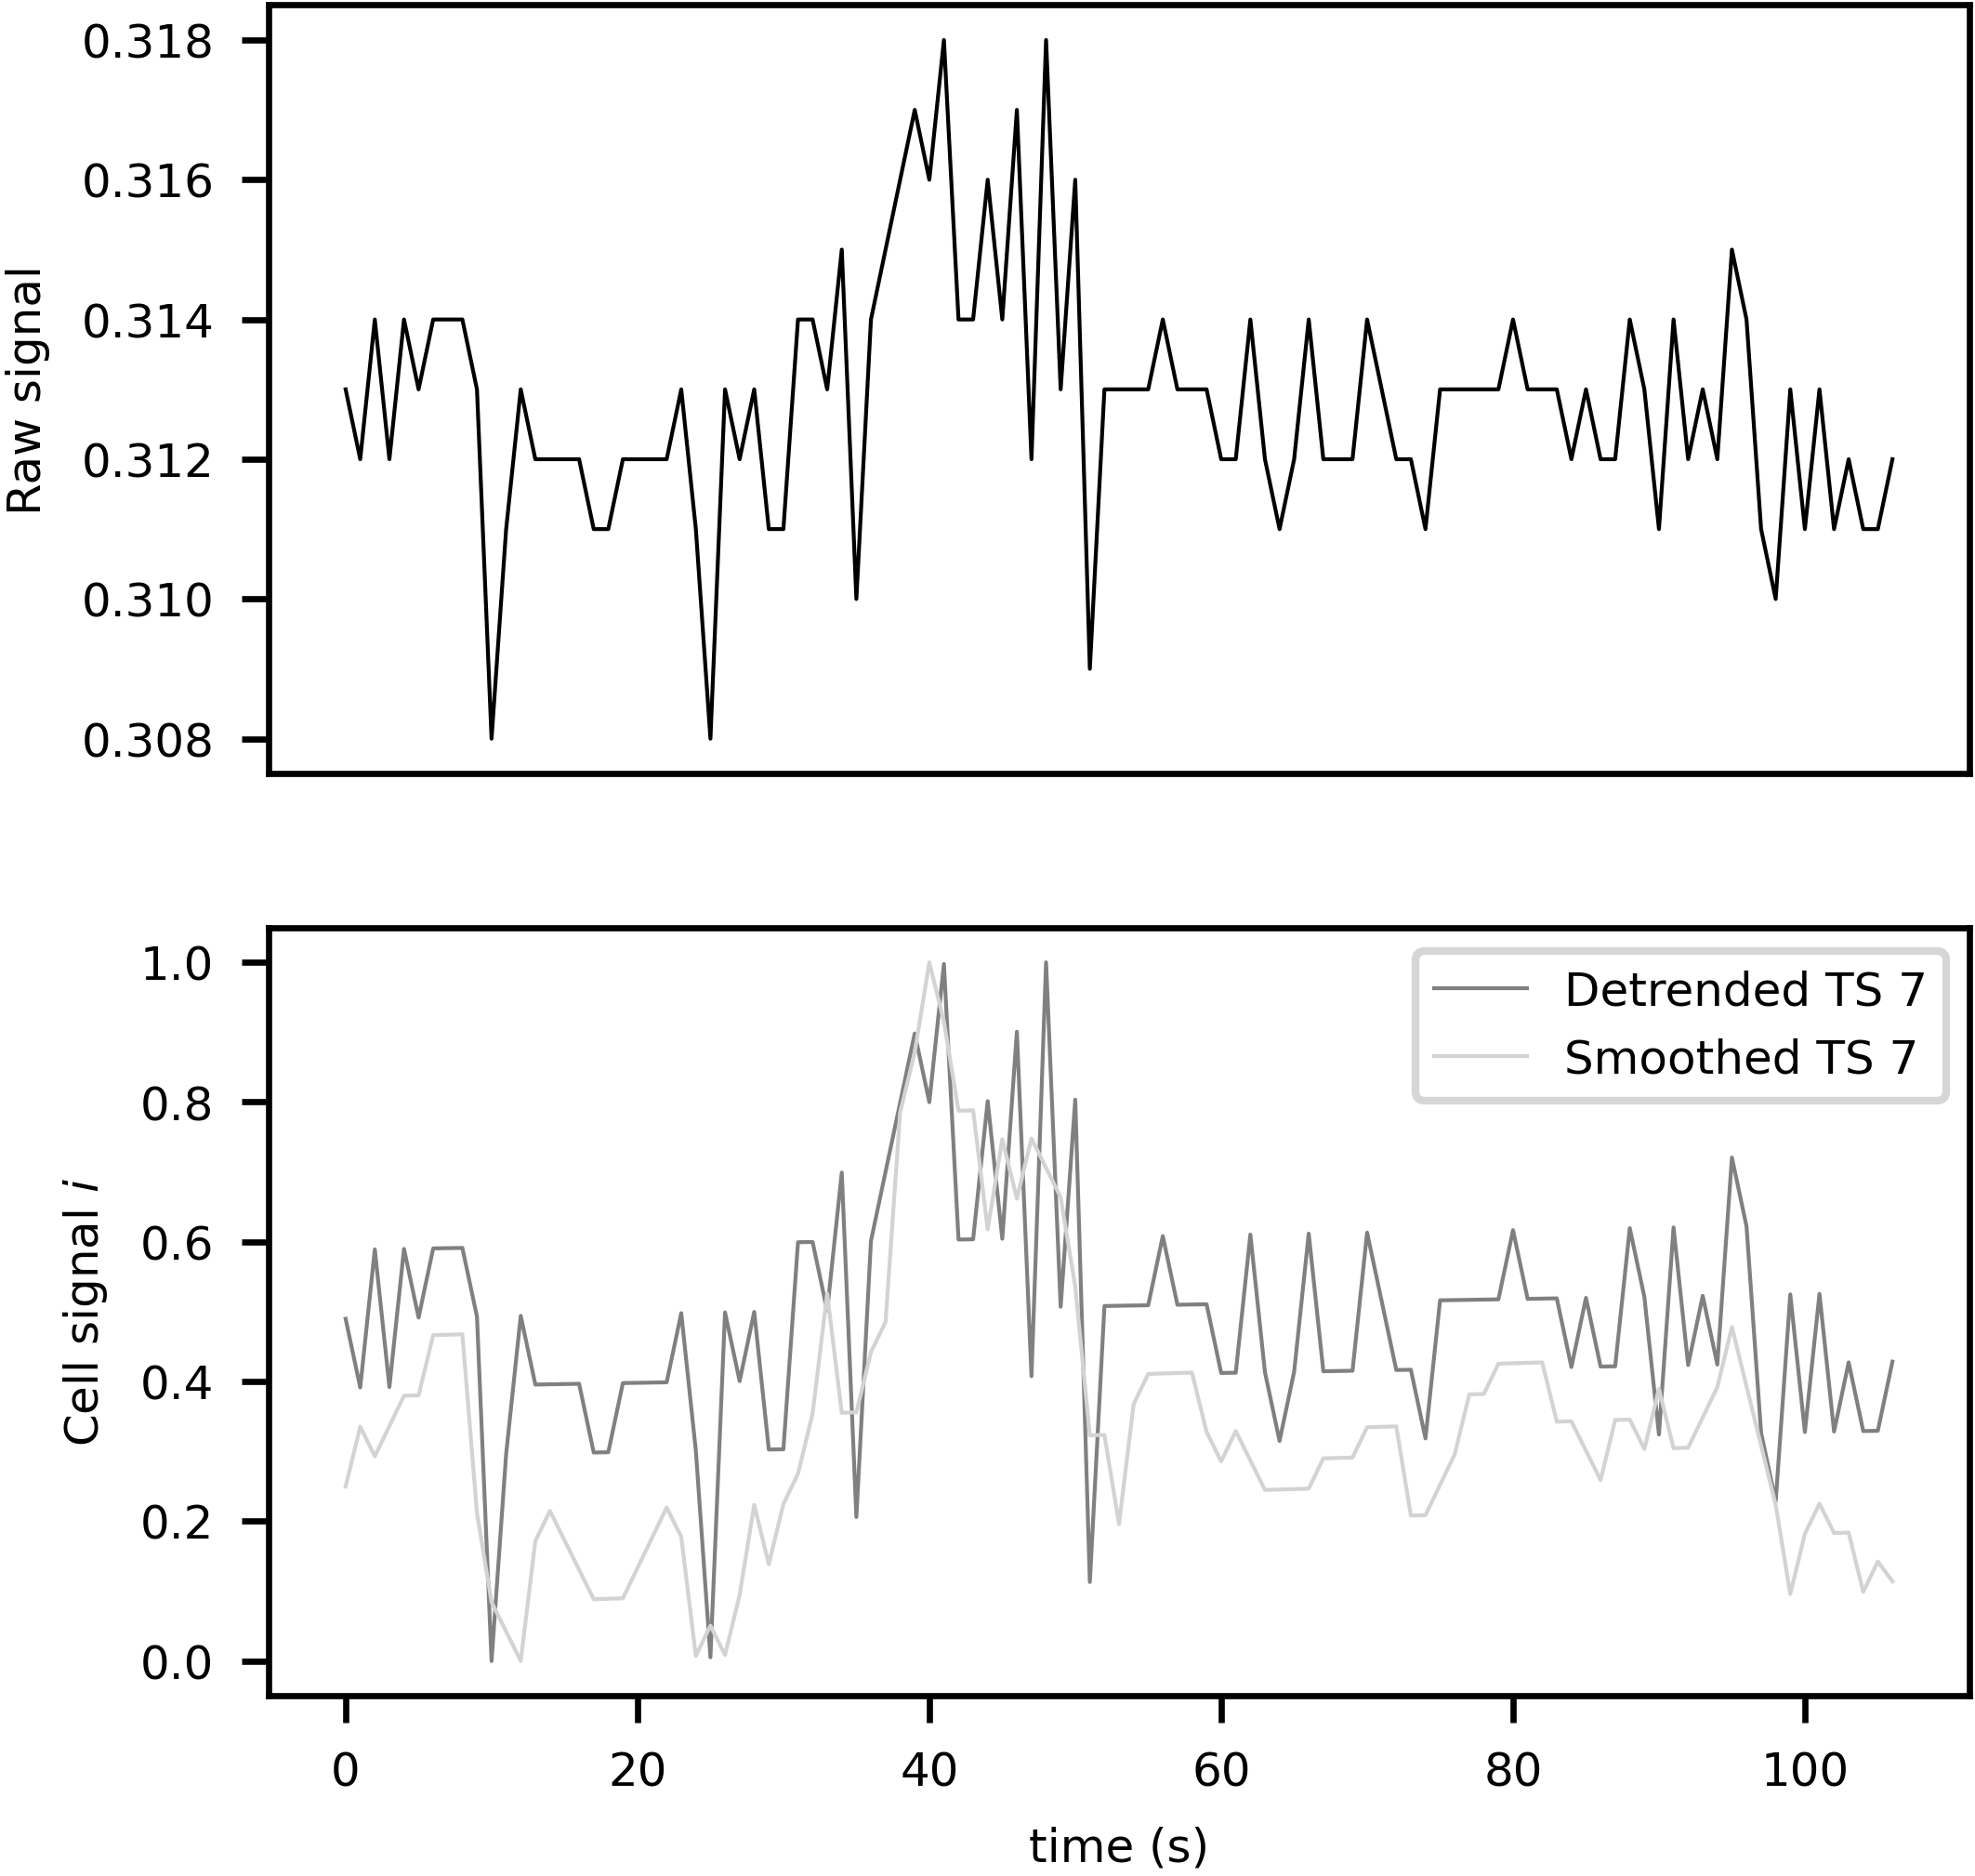 Raw signal
0.318
0.316
0.314
0.312
0.310
0.308
Cell signal i
1.0
0.8
0.6
0.4
0.2
0.0
Detrended TS 7
Smoothed TS 7
0 20 40 60 80 100
time (s)